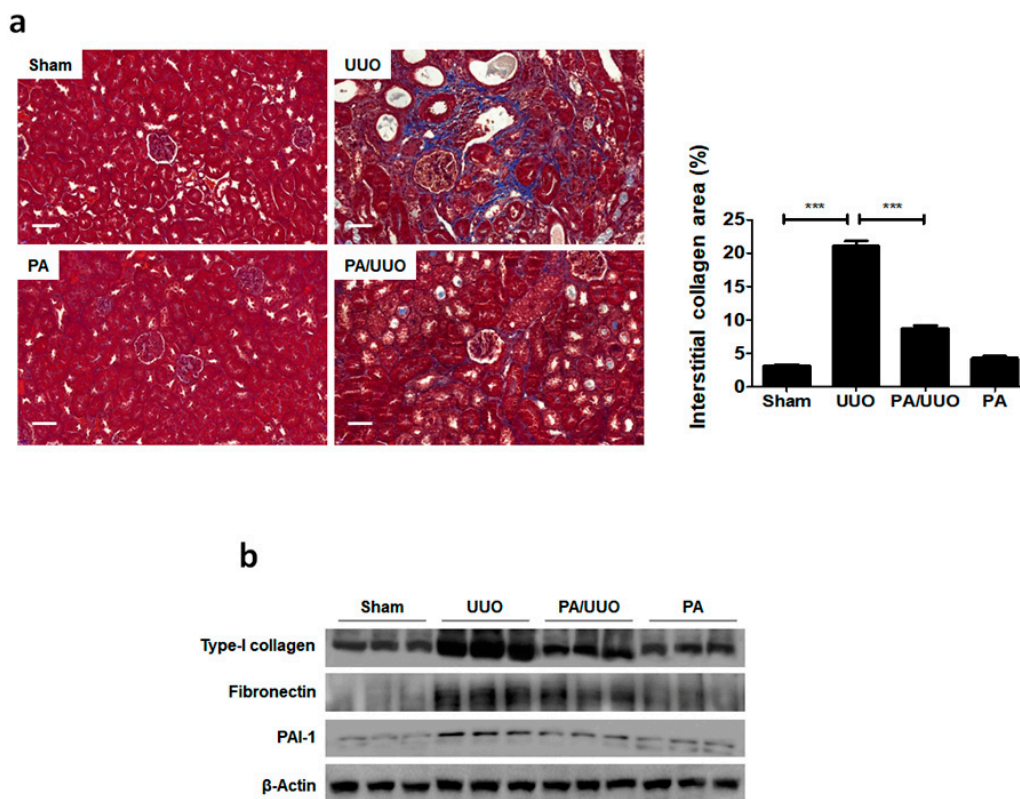 a
Sham
UUO
PA
PA/UUO
Interstitial collagen area (%)
25
20
15
10
5
0
***
***
Sham
UUO
PA/UUO
PA
b
Sham
UUO
PA/UUO
PA
Type-I collagen
Fibronectin
PAI-1
β-Actin